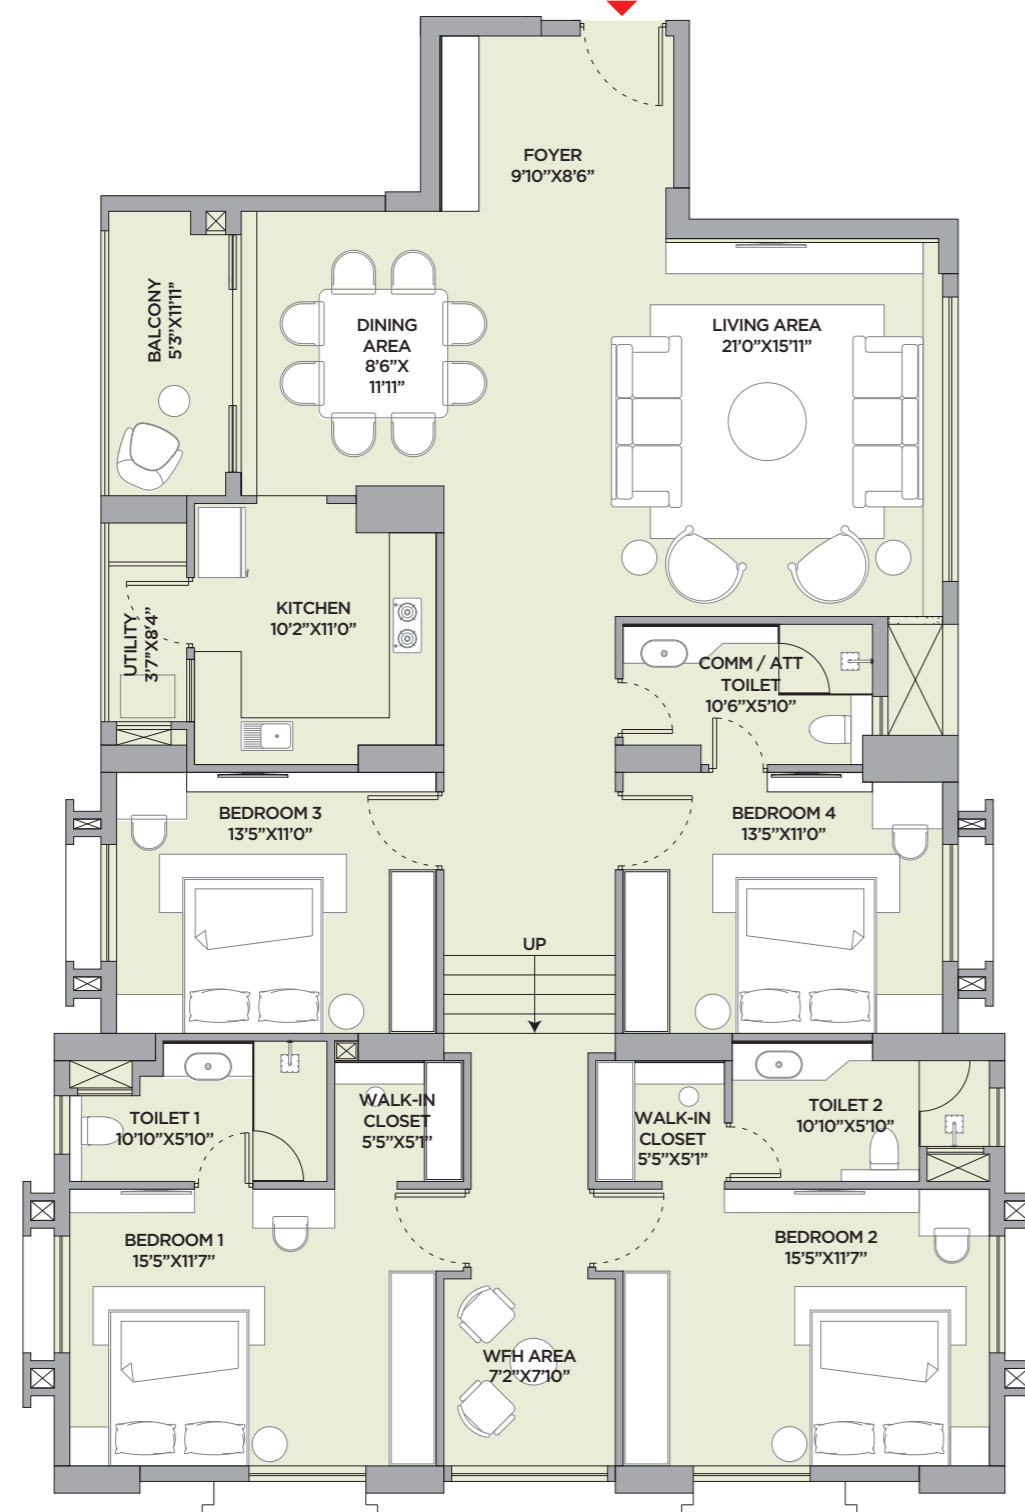 FOYER
9'10”X8'6”
BALCONY
5'3”X11'11”
DINING
AREA
8'6”X
11'11”
LIVING AREA
21'0”X15'11”
UTILITY
3'7”X8'4”
KITCHEN
10'2”X11'0”
COMM / ATT
TOILET
10'6”X5'10”
BEDROOM 3
13'5”X11'0”
BEDROOM 4
13'5”X11'0”
UP
TOILET 1
10'10”X5'10”
WALK-IN
CLOSET
5'5”X5'1”
WALK-IN
CLOSET
5'5”X5'1”
TOILET 2
10'10”X5'10”
BEDROOM 1
15'5”X11'7”
BEDROOM 2
15'5”X11'7”
WFH AREA
7'2”X7'10”